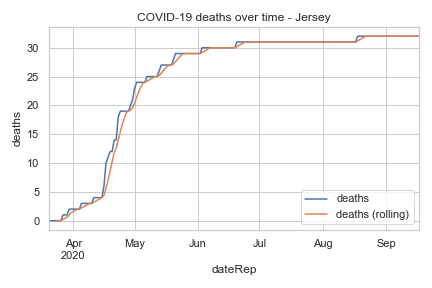 COVID-19 deaths over time - Jersey
deaths
30
25
20
15
10
5
0
deaths
deaths (rolling)
Apr May Jun Jul Aug Sep
2020
dateRep